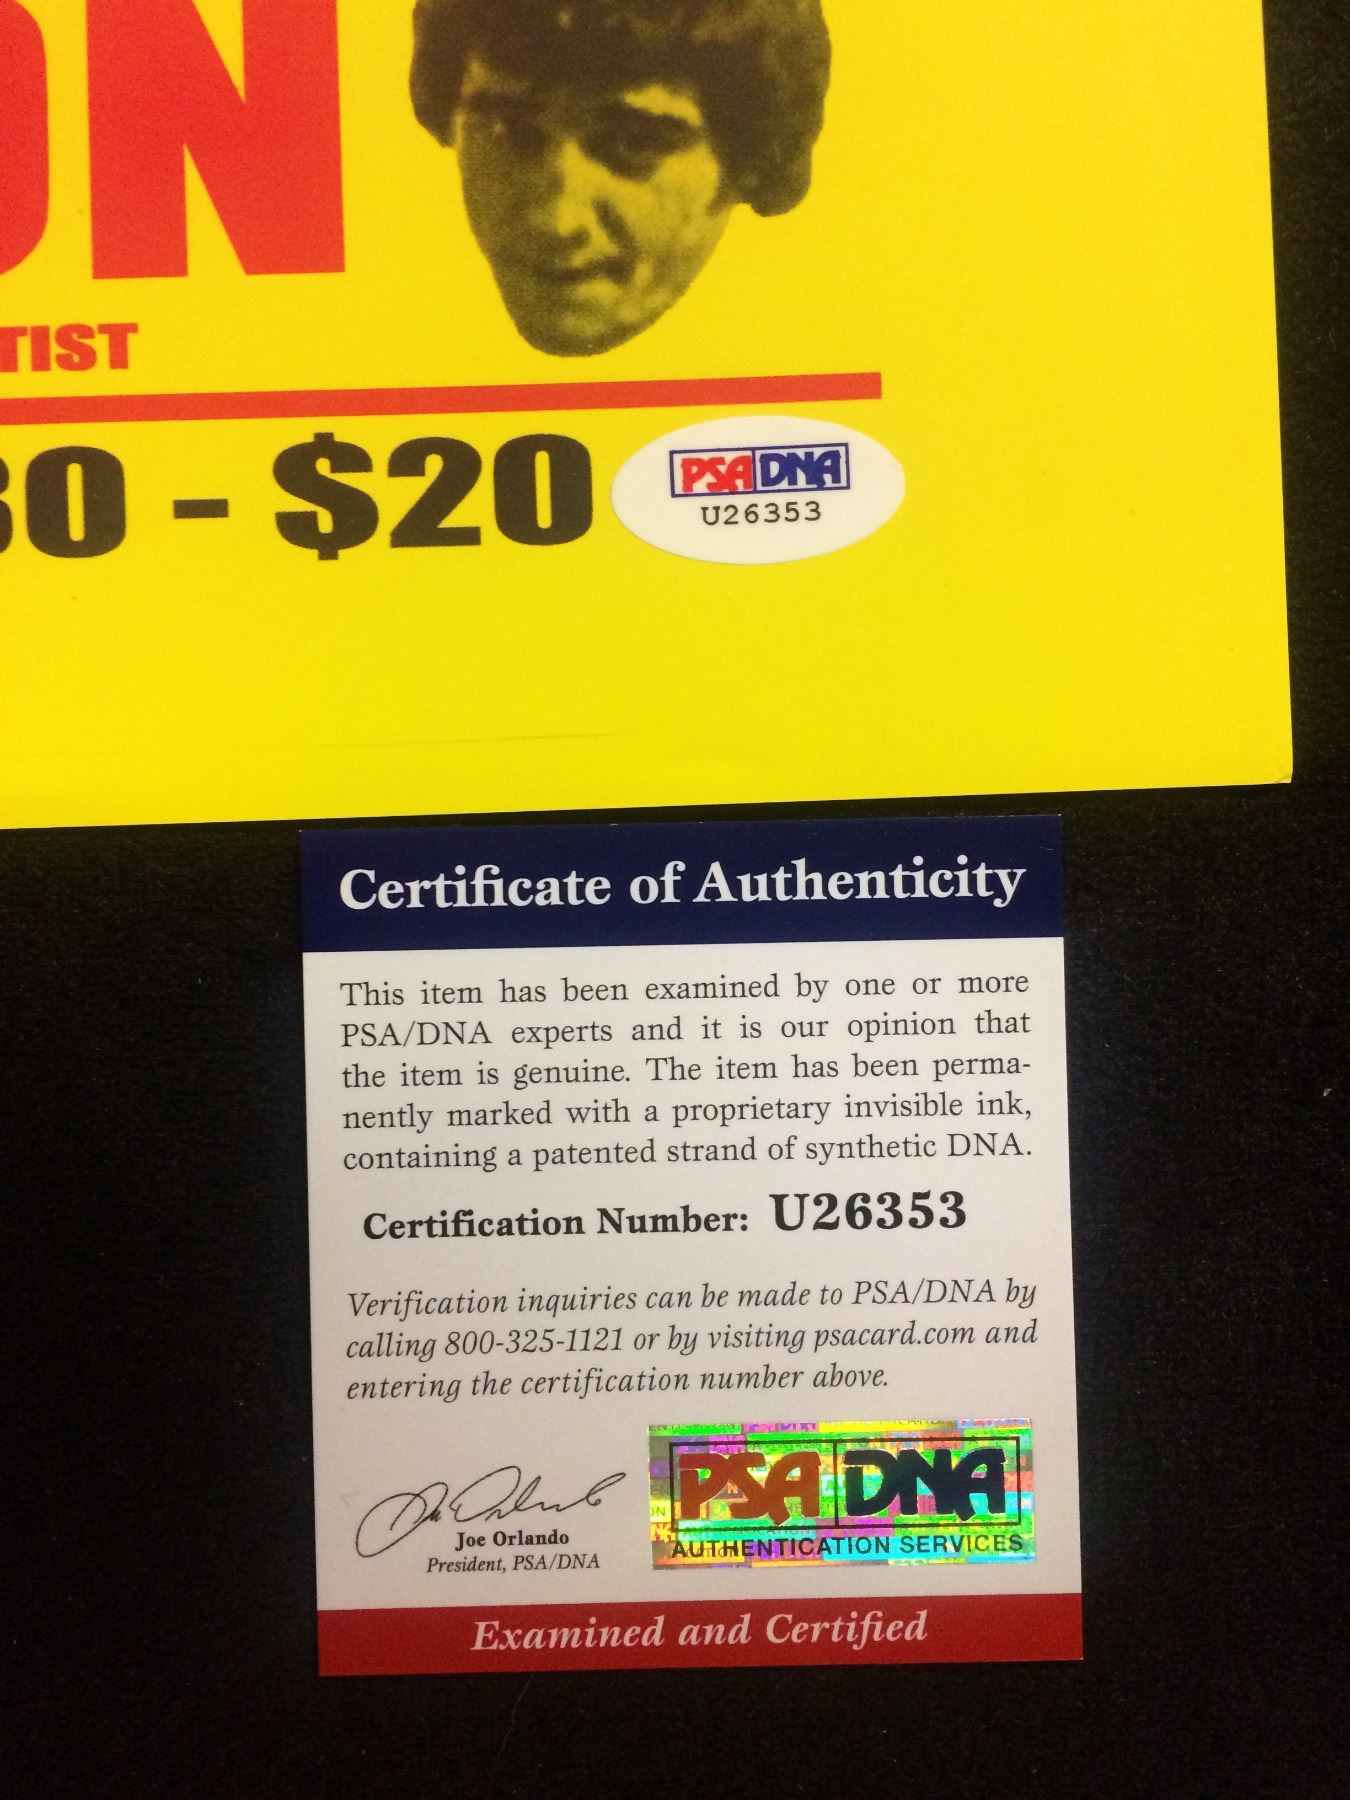 ON
TIST
30 - $20
PSA DNA
U26353
Certificate of Authenticity
This item has been examined by one or more
PSA/DNA experts and it is our opinion that
the item is genuine. The item has been perma-
nently marked with a proprietary invisible ink,
containing a patented strand of synthetic DNA.
Certification Number: U26353
Verification inquiries can be made to PSA/DNA by
calling 800-325-1121 or by visiting psacard.com and
entering the certification number above.
Joe Orlando
President, PSA/DNA
PSA DNA
AUTHENTICATION SERVICES
Examined and Certified